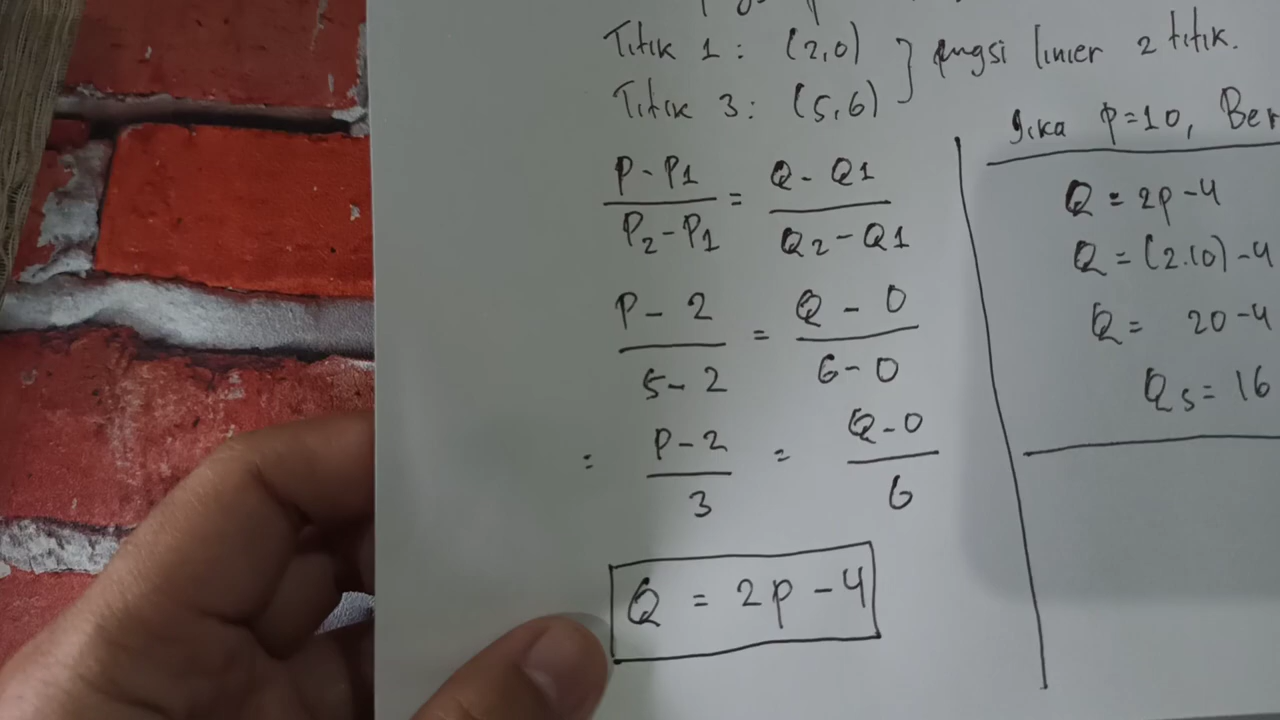 Titik 1 : (2,0) } fungsi linier 2 titik.
Titik 3 : (5,6)
P - P1 / P2 - P1 = Q - Q1 / Q2 - Q1
P - 2 / 5 - 2 = Q - 0 / 6 - 0
= P - 2 / 3 = Q - 0 / 6
Q = 2P - 4
Jika P = 10, Ber
Q = 2P - 4
Q = (2.10) - 4
Q = 20 - 4
Qs = 16